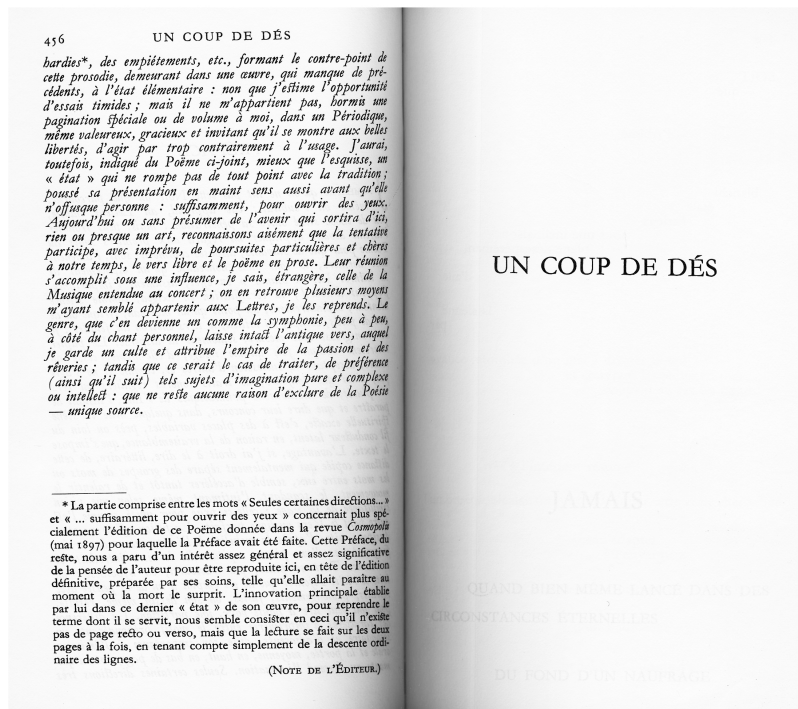 456 UN COUP DE DÉS
hardies*, des empiétements, etc., formant le contre-point de
cette prosodie, demeurant dans une œuvre, qui manque de pré-
cédents, à l'état élémentaire : non que j'estime l'opportunité
d'essais timides ; mais il ne m'appartient pas, hormis une
pagination spéciale ou de volume à moi, dans un Périodique,
même valeureux, gracieux et invitant qu'il se montre aux belles
libertés, d'agir par trop contrairement à l'usage. J'aurai,
toutefois, indiqué du Poëme ci-joint, mieux que l'esquisse, un
« état » qui ne rompe pas de tout point avec la tradition ;
poussé sa présentation en maint sens aussi avant qu'elle
n'offusque personne : suffisamment, pour ouvrir des yeux.
Aujourd'hui ou sans présumer de l'avenir qui sortira d'ici,
rien ou presque un art, reconnaissons aisément que la tentative
participe, avec imprévu, de poursuites particulières et chères
à notre temps, le vers libre et le poëme en prose. Leur réunion
s'accomplit sous une influence, je sais, étrangère, celle de la
Musique entendue au concert ; on en retrouve plusieurs moyens
m'ayant semblé appartenir aux Lettres, je les reprends. Le
genre, que c'en devienne un comme la symphonie, peu à peu,
à côté du chant personnel, laisse intact l'antique vers, auquel
je garde un culte et attribue l'empire de la passion et des
rêveries ; tandis que ce serait le cas de traiter, de préférence
(ainsi qu'il suit) tels sujets d'imagination pure et complexe
ou intellect : que ne reste aucune raison d'exclure de la Poésie
— unique source.
* La partie comprise entre les mots « Seules certaines directions... »
et « ... suffisamment pour ouvrir des yeux » concernait plus spé-
cialement l'édition de ce Poëme donnée dans la revue Cosmopolis
(mai 1897) pour laquelle la Préface avait été faite. Cette Préface, du
reste, nous a paru d'un intérêt assez général et assez significative
de la pensée de l'auteur pour être reproduite ici, en tête de l'édition
définitive, préparée par ses soins, telle qu'elle allait paraître au
moment où la mort le surprit. L'innovation principale établie
par lui dans ce dernier « état » de son œuvre, pour reprendre le
terme dont il se servit, nous semble consister en ceci qu'il n'existe
pas de page recto ou verso, mais que la lecture se fait sur les deux
pages à la fois, en tenant compte simplement de la descente ordi-
naire des lignes.
(NOTE DE L'ÉDITEUR.)
UN COUP DE DÉS
JAMAIS
QUAND BIEN MÊME LANCÉ DANS DES
CIRCONSTANCES ÉTERNELLES
DU FOND D'UN NAUFRAGE